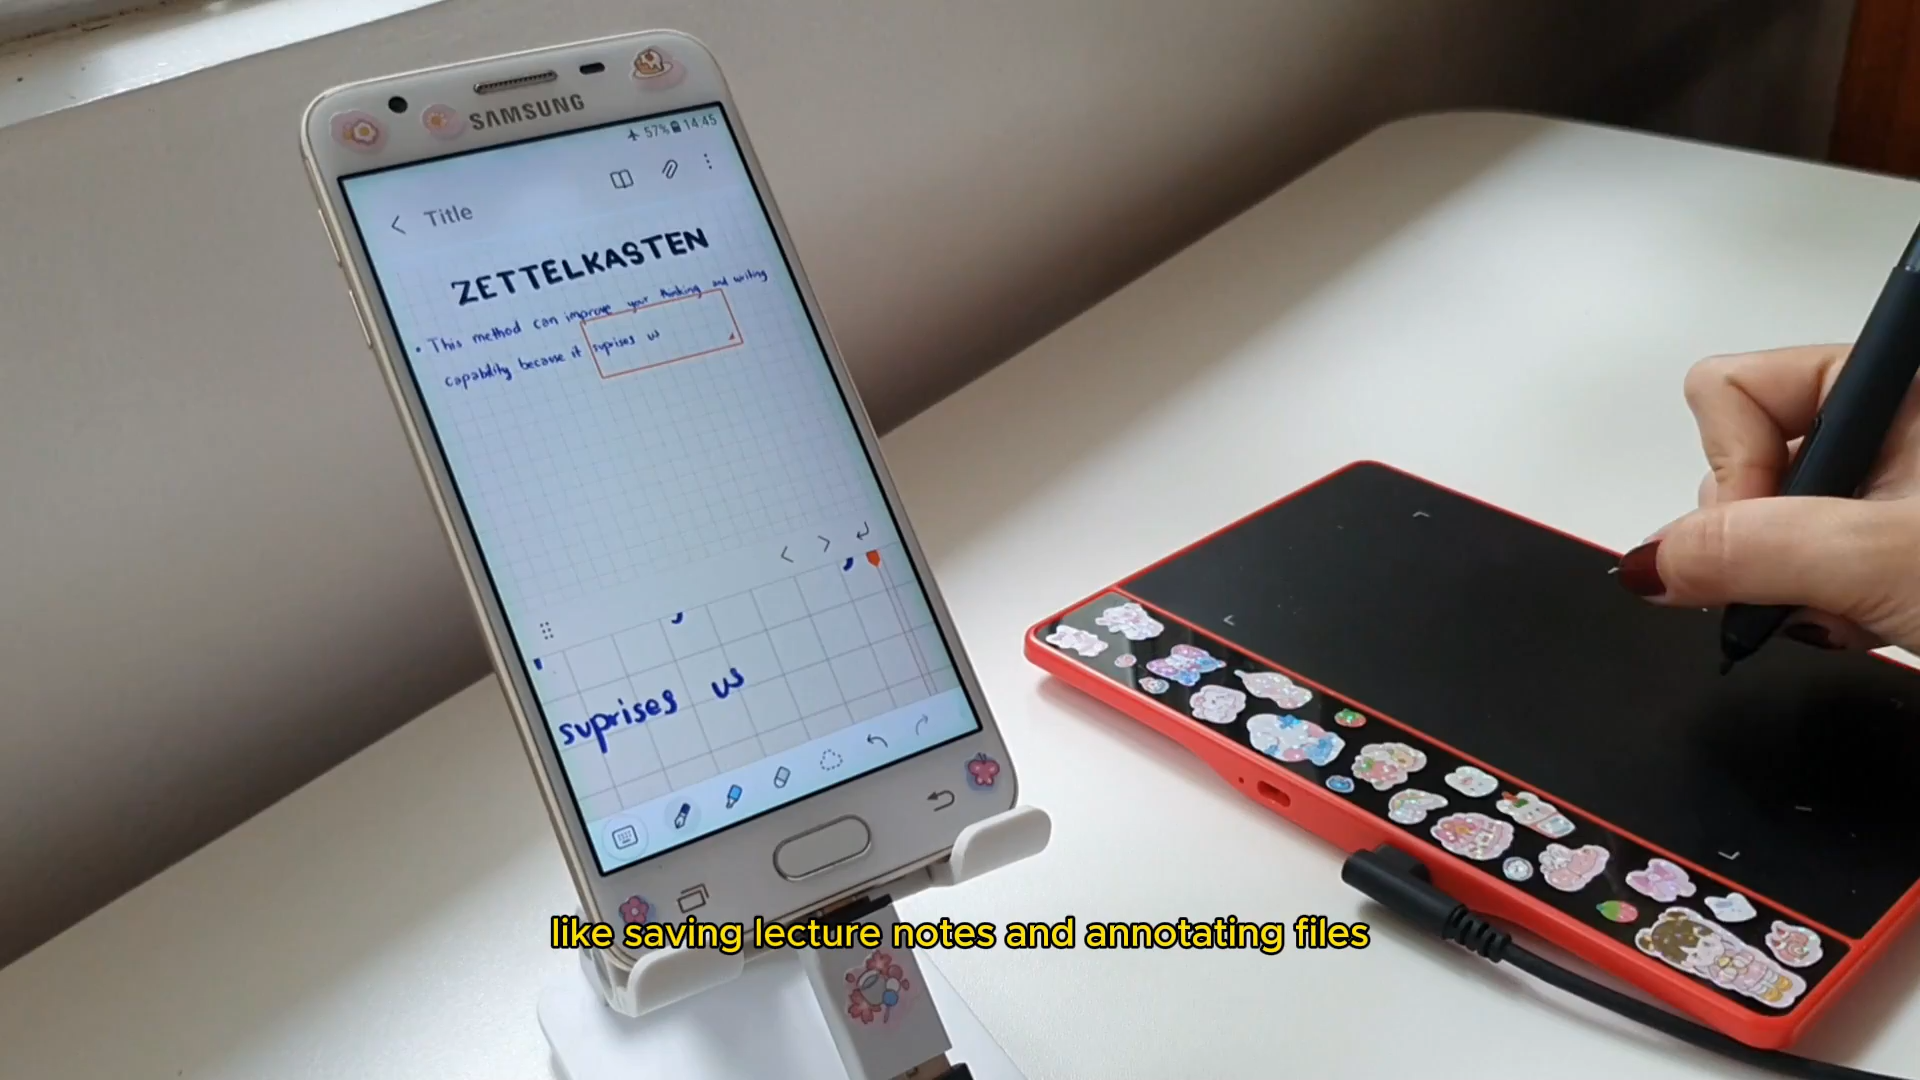 SAMSUNG
57% 14.45
Title
ZETTELKASTEN
• This method can improve your thinking and writing
capability because it suprises us
suprises us
like saving lecture notes and annotating files